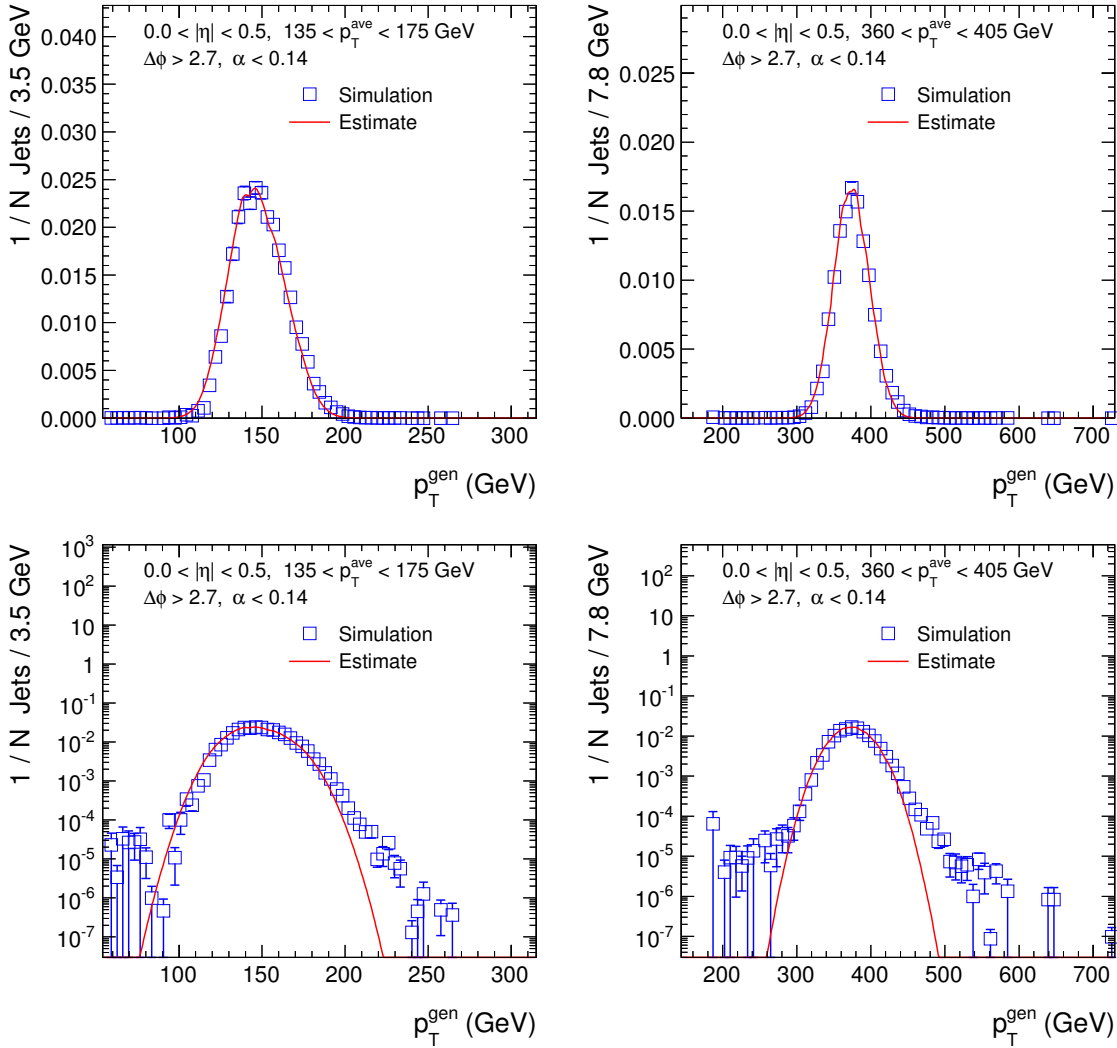 1 / N Jets / 3.5 GeV
0.0 < |η| < 0.5, 135 < p_T^ave < 175 GeV
Δϕ > 2.7, α < 0.14
Simulation
Estimate
0.040
0.035
0.030
0.025
0.020
0.015
0.010
0.005
0.000
100 150 200 250 300
p_T^gen (GeV)
1 / N Jets / 7.8 GeV
0.0 < |η| < 0.5, 360 < p_T^ave < 405 GeV
Δϕ > 2.7, α < 0.14
Simulation
Estimate
0.025
0.020
0.015
0.010
0.005
0.000
200 300 400 500 600 700
p_T^gen (GeV)
1 / N Jets / 3.5 GeV
0.0 < |η| < 0.5, 135 < p_T^ave < 175 GeV
Δϕ > 2.7, α < 0.14
Simulation
Estimate
10^3
10^2
10
1
10^-1
10^-2
10^-3
10^-4
10^-5
10^-6
10^-7
100 150 200 250 300
p_T^gen (GeV)
1 / N Jets / 7.8 GeV
0.0 < |η| < 0.5, 360 < p_T^ave < 405 GeV
Δϕ > 2.7, α < 0.14
Simulation
Estimate
10^2
10
1
10^-1
10^-2
10^-3
10^-4
10^-5
10^-6
10^-7
200 300 400 500 600 700
p_T^gen (GeV)